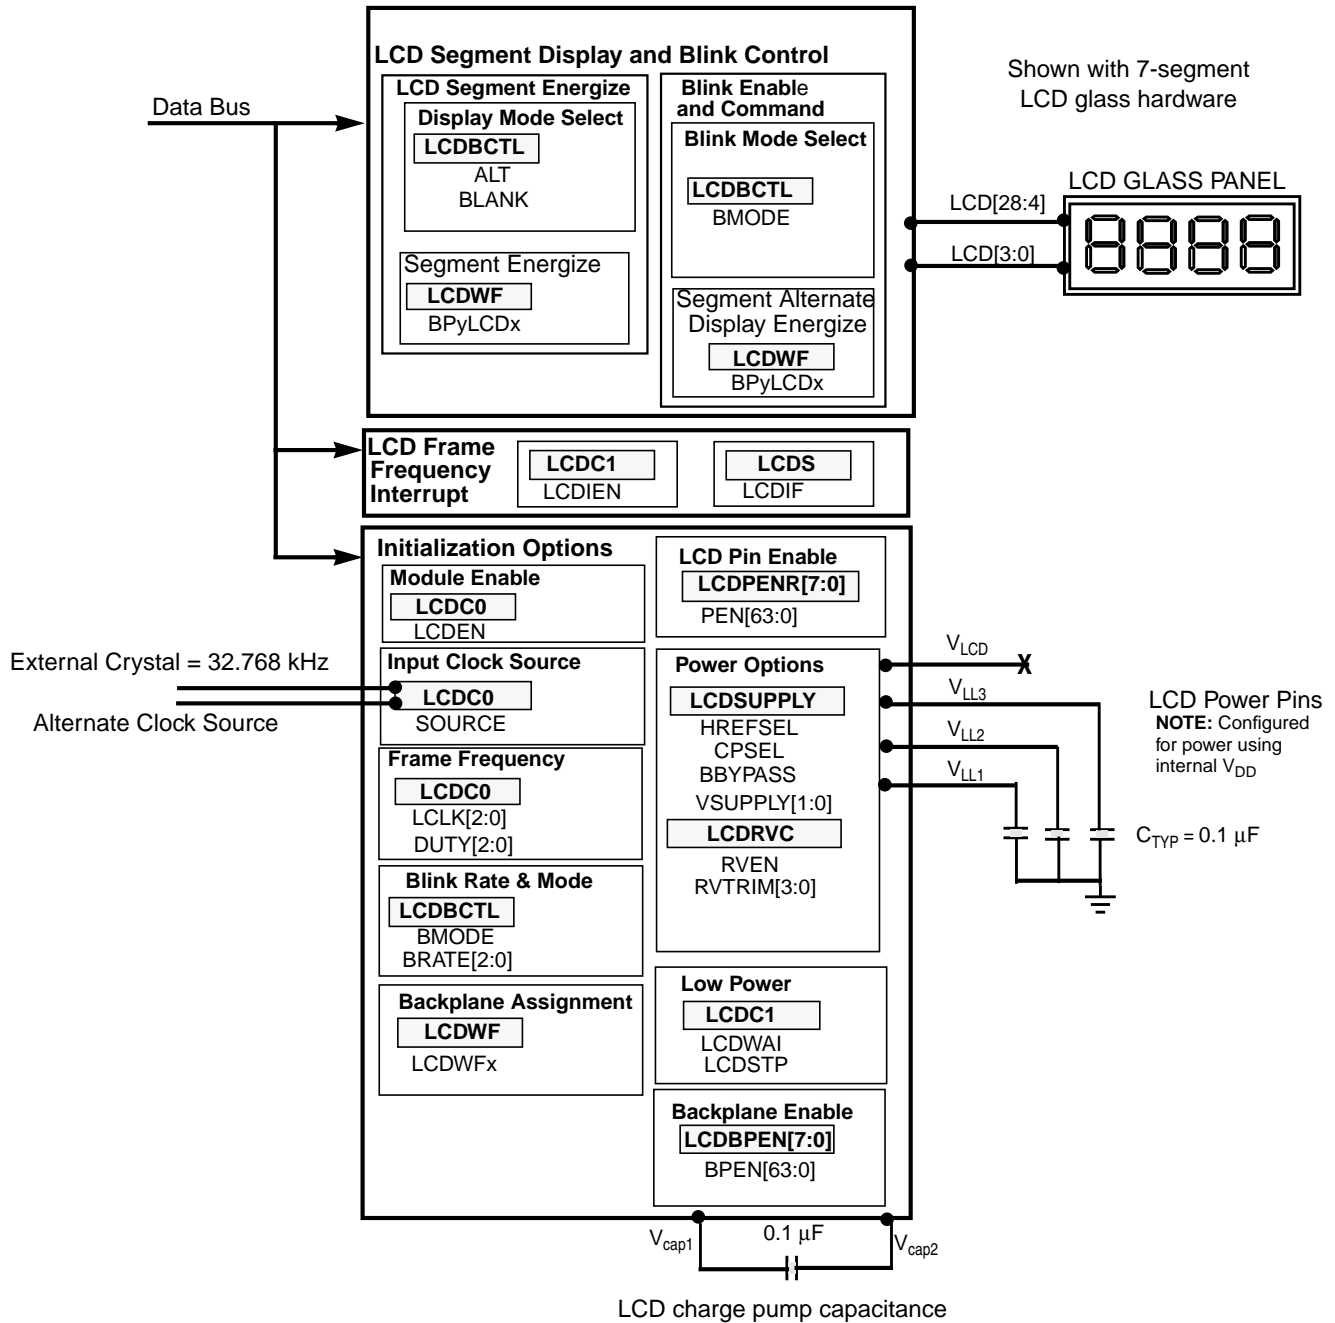 LCD Segment Display and Blink Control
LCD Segment Energize
Display Mode Select
LCDBCTL
ALT
BLANK
Segment Energize
LCDWF
BPyLCDx
Blink Enable
and Command
Blink Mode Select
LCDBCTL
BMODE
Segment Alternate
Display Energize
LCDWF
BPyLCDx
Data Bus
Shown with 7-segment
LCD glass hardware
LCD GLASS PANEL
LCD[28:4]
LCD[3:0]
LCD Frame
Frequency
Interrupt
LCDC1
LCDIEN
LCDS
LCDIF
Initialization Options
Module Enable
LCDC0
LCDEN
External Crystal = 32.768 kHz
Alternate Clock Source
Input Clock Source
LCDC0
SOURCE
Frame Frequency
LCDC0
LCLK[2:0]
DUTY[2:0]
Blink Rate & Mode
LCDBCTL
BMODE
BRATE[2:0]
Backplane Assignment
LCDWF
LCDWFx
LCD Pin Enable
LCDPENR[7:0]
PEN[63:0]
Power Options
LCDSUPPLY
HREFSEL
CPSEL
BBYPASS
VSUPPLY[1:0]
LCDRVC
RVEN
RVTRIM[3:0]
Low Power
LCDC1
LCDWAI
LCDSTP
Backplane Enable
LCDBPEN[7:0]
BPEN[63:0]
VLCD
X
VLL3
VLL2
VLL1
LCD Power Pins
NOTE: Configured
for power using
internal VDD
CTYP = 0.1 μF
Vcap1
0.1 μF
Vcap2
LCD charge pump capacitance